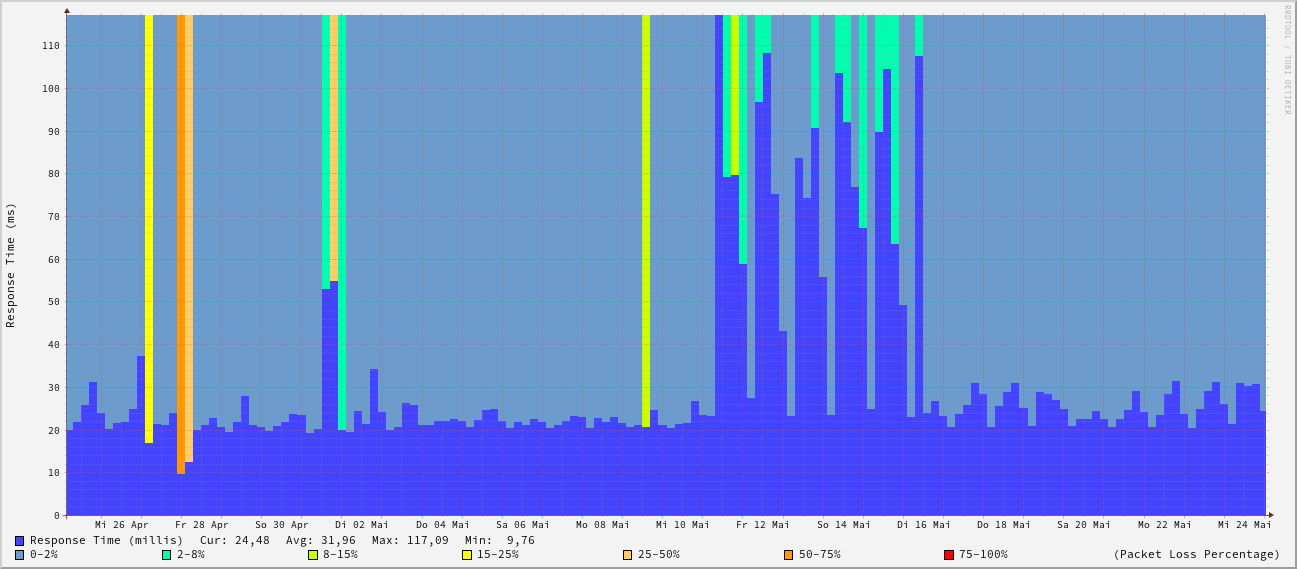 RRDTOOL / TOBI OETIKER
Response Time (ms)
110
100
90
80
70
60
50
40
30
20
10
0
Mi 26 Apr Fr 28 Apr So 30 Apr Di 02 Mai Do 04 Mai Sa 06 Mai Mo 08 Mai Mi 10 Mai Fr 12 Mai So 14 Mai Di 16 Mai Do 18 Mai Sa 20 Mai Mo 22 Mai Mi 24 Mai
Response Time (millis) Cur: 24,48 Avg: 31,96 Max: 117,09 Min: 9,76
0-2% 2-8% 8-15% 15-25% 25-50% 50-75% 75-100% (Packet Loss Percentage)